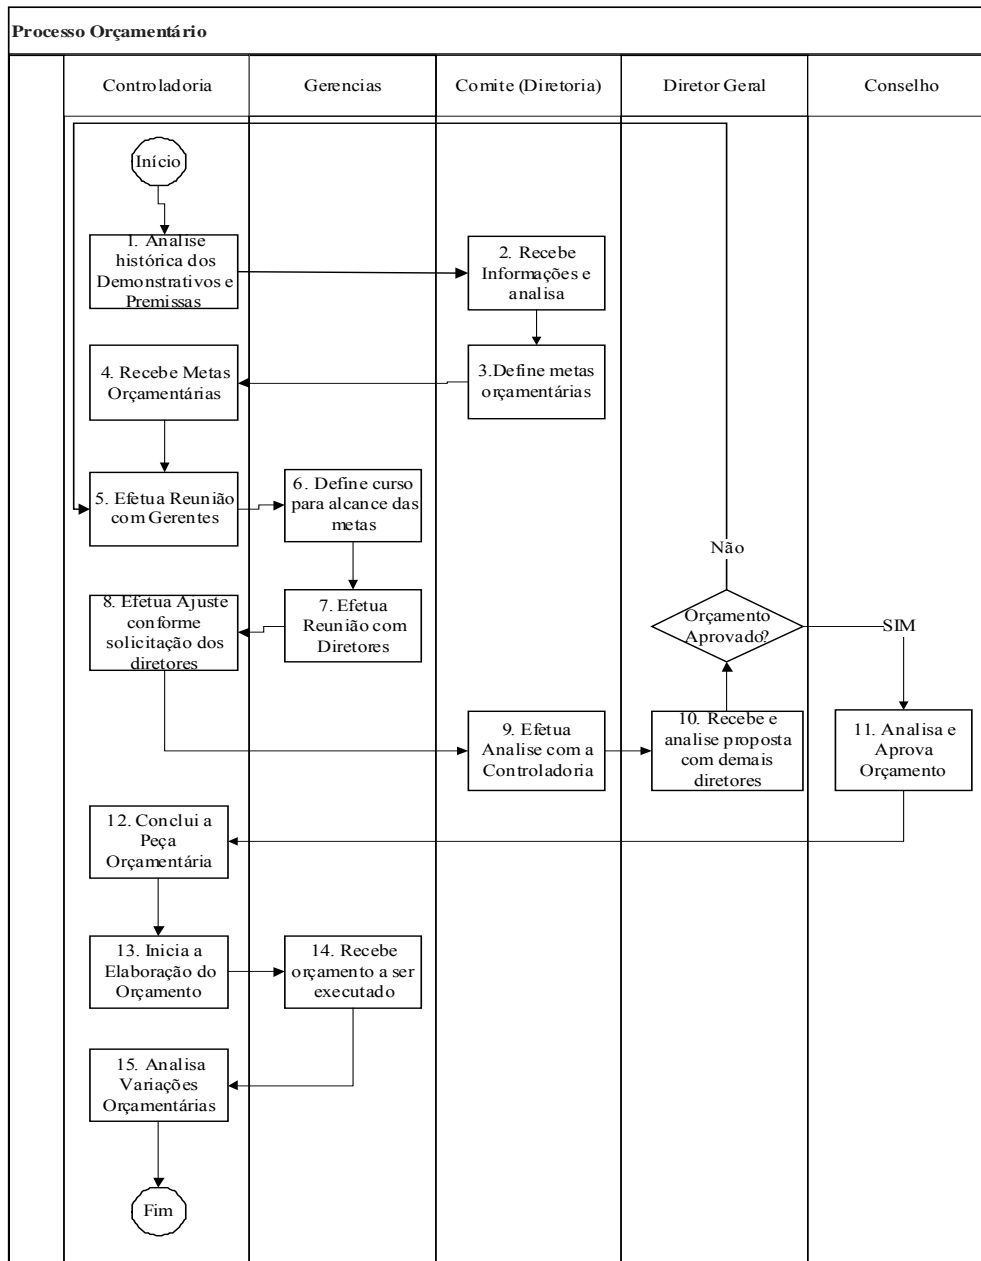 Processo Orçamentário
Controladoria
Gerencias
Comite (Diretoria)
Diretor Geral
Conselho
Início
1. Analise
histórica dos
Demonstrativos e
Premissas
2. Recebe
Informações e
analisa
4. Recebe Metas
Orçamentárias
3.Define metas
orçamentárias
5. Efetua Reunião
com Gerentes
6. Define curso
para alcance das
metas
Não
8. Efetua Ajuste
conforme
solicitação dos
diretores
7. Efetua
Reunião com
Diretores
Orçamento
Aprovado?
SIM
9. Efetua
Analise com a
Controladoria
10. Recebe e
analise proposta
com demais
diretores
11. Analisa e
Aprova
Orçamento
12. Conclui a
Peça
Orçamentária
13. Inicia a
Elaboração do
Orçamento
14. Recebe
orçamento a ser
executado
15. Analisa
Variações
Orçamentárias
Fim